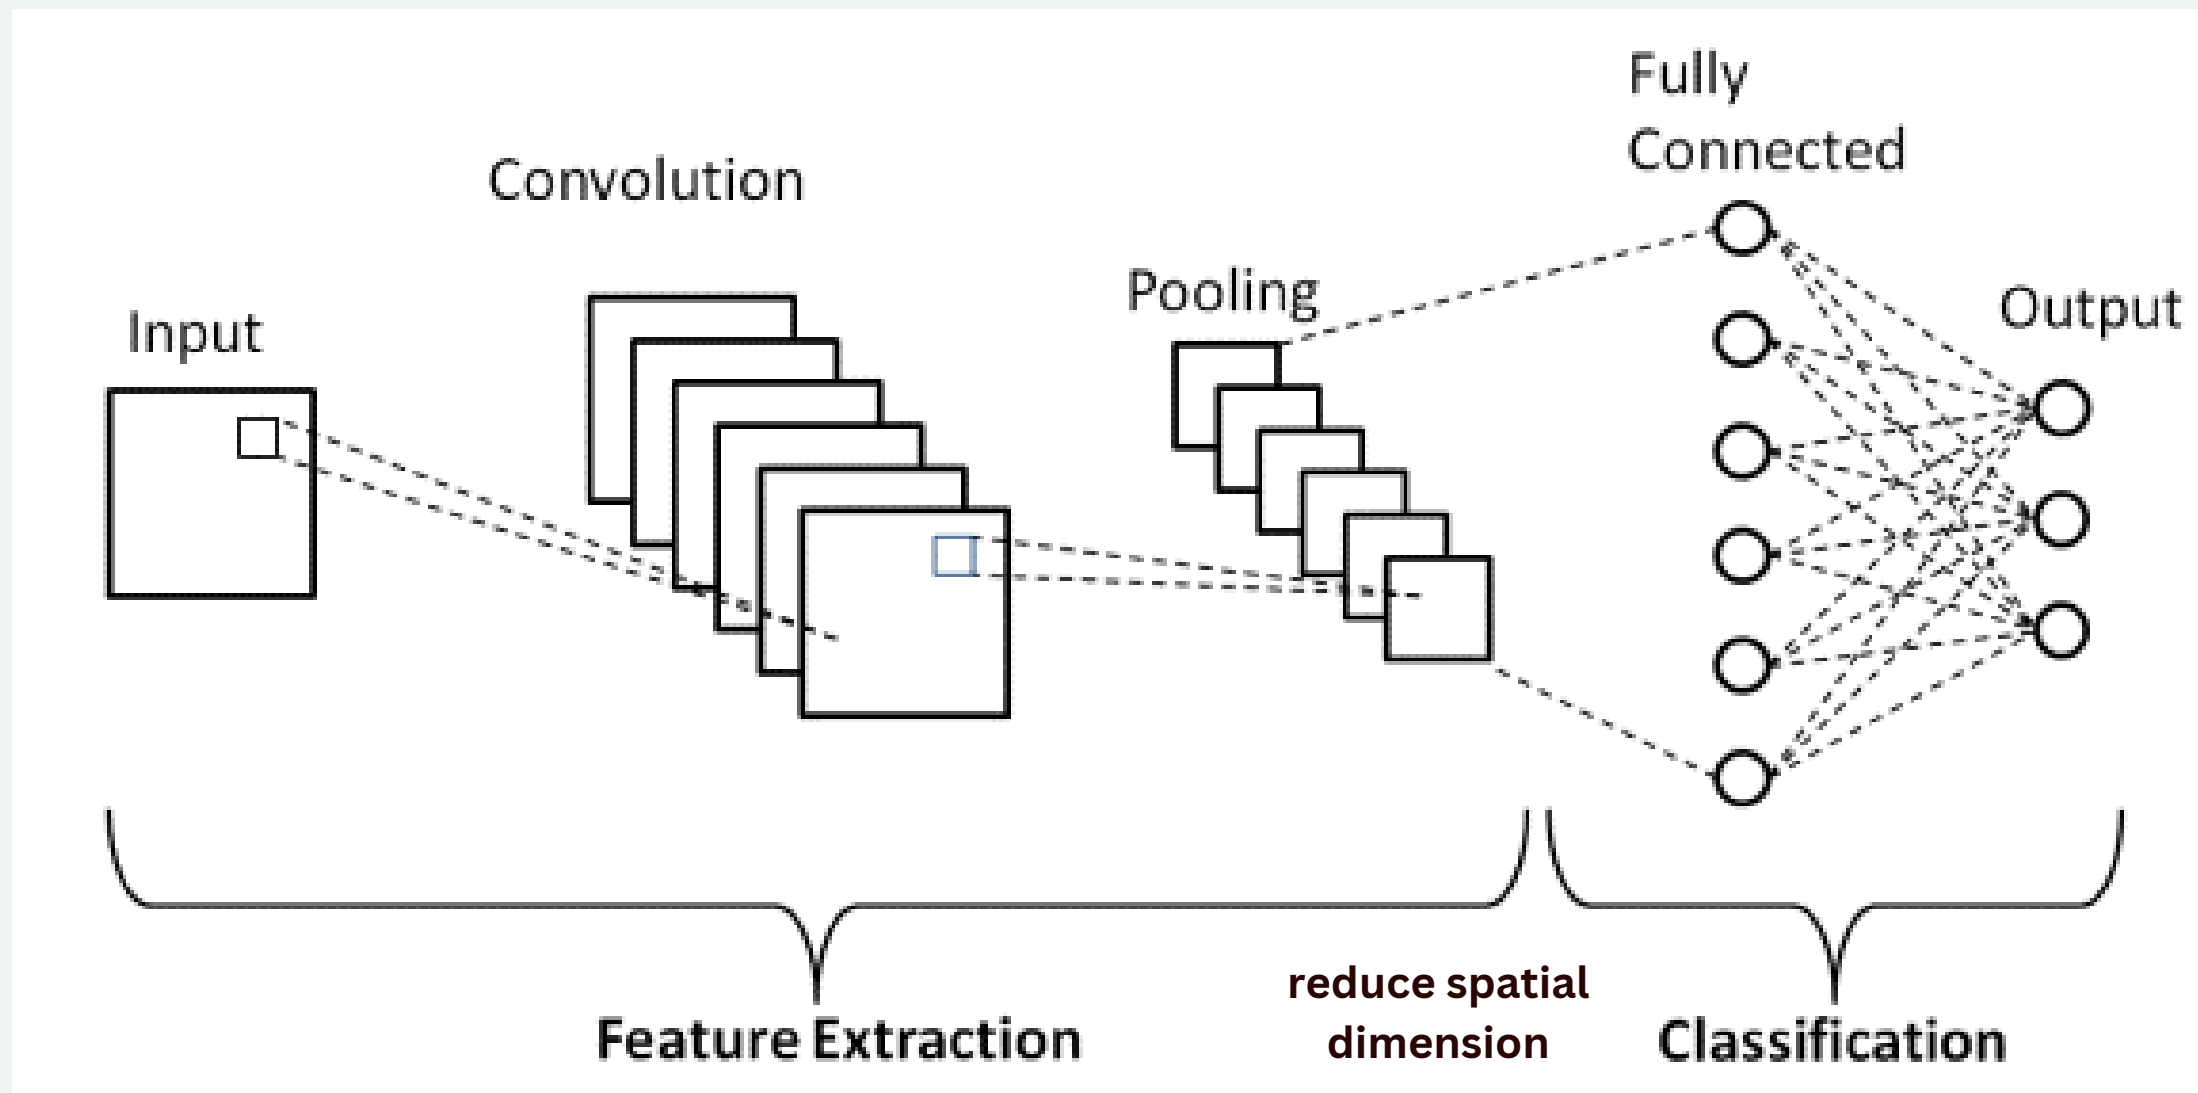 Input
Convolution
Pooling
Fully
Connected
Output
Feature Extraction
reduce spatial
dimension
Classification